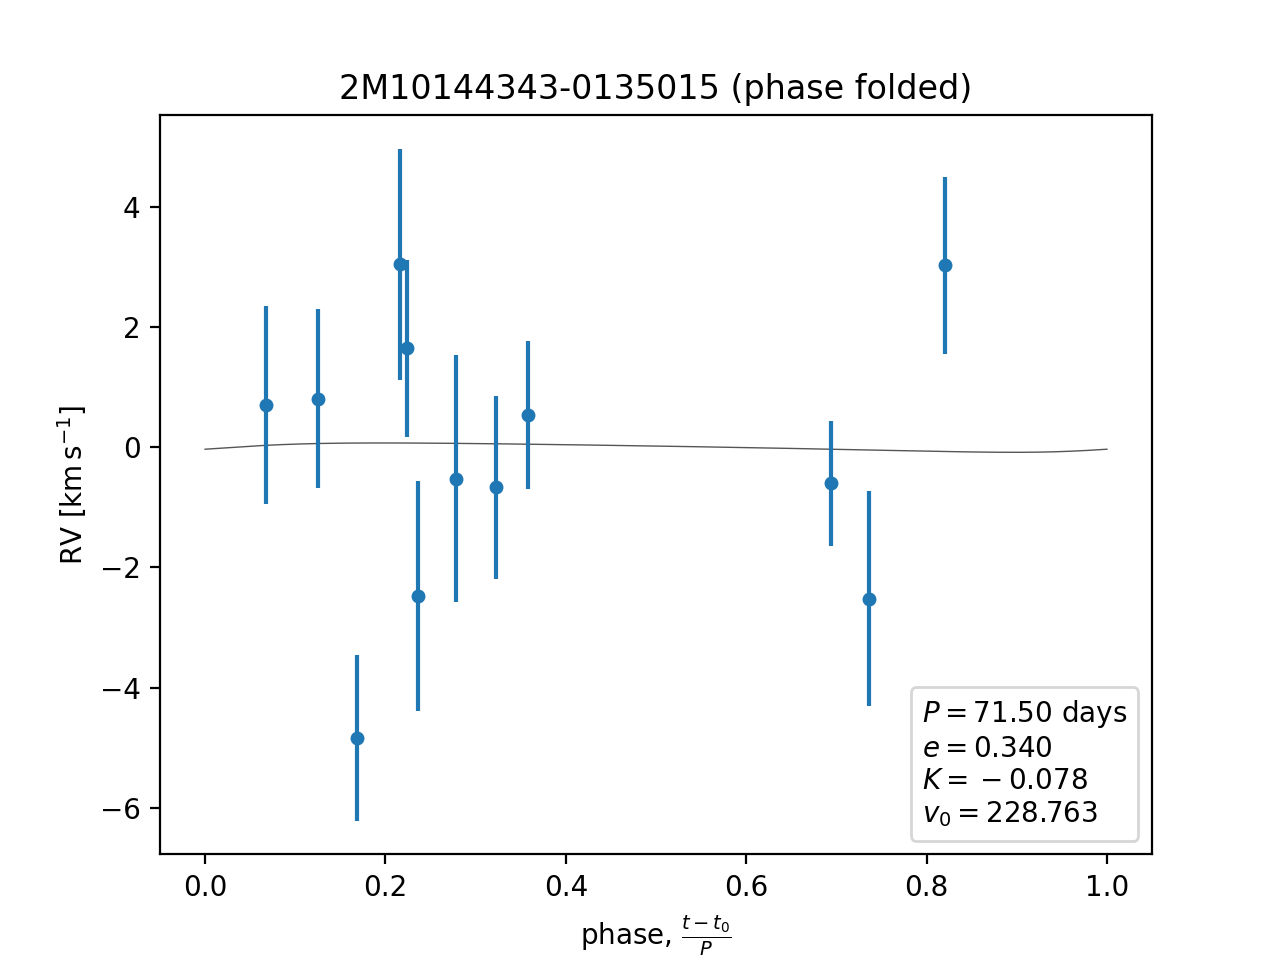 2M10144343-0135015 (phase folded)
RV [km s⁻¹]
4
2
0
−2
−4
−6
0.0 0.2 0.4 0.6 0.8 1.0
phase, (t − t₀)/P
P = 71.50 days
e = 0.340
K = −0.078
v₀ = 228.763